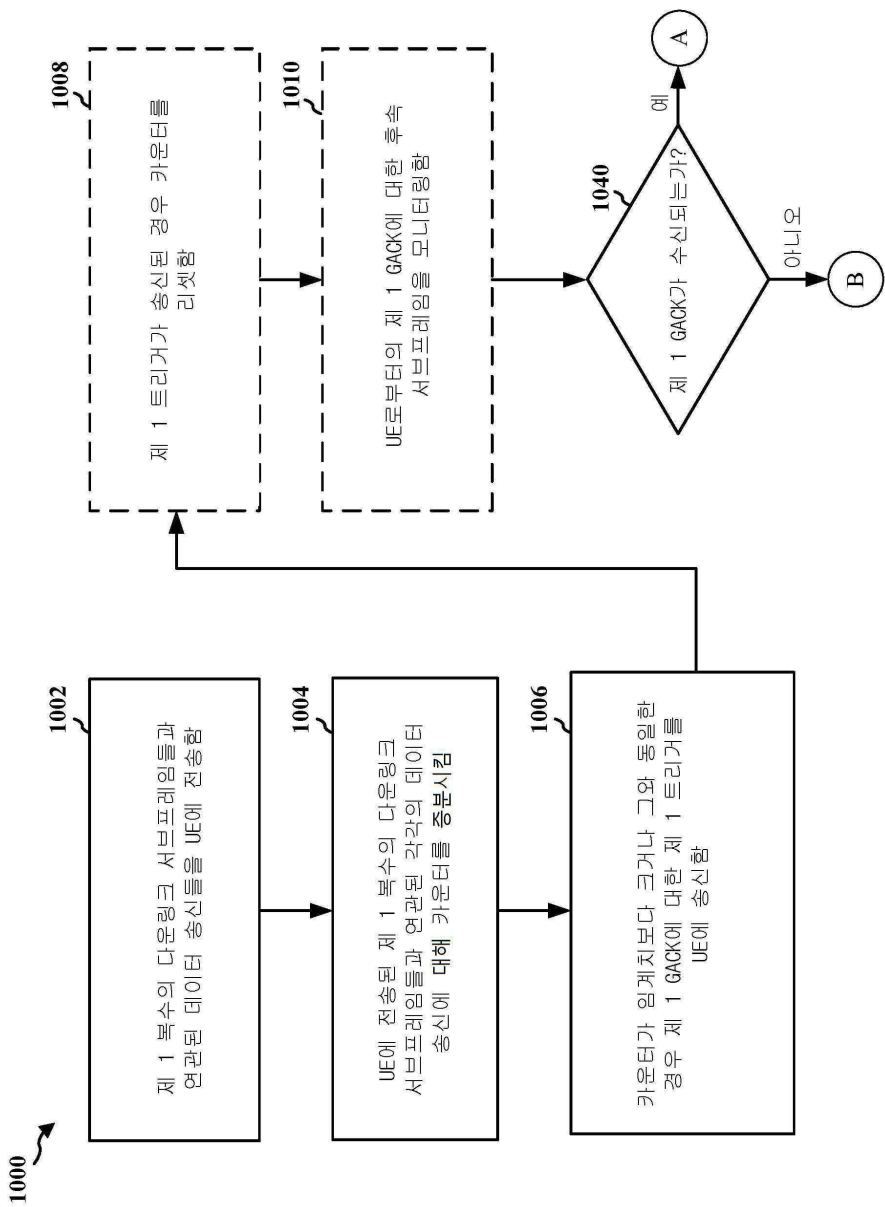 1000
1002
제 1 복수의 다운링크 서브프레임들과
연관된 데이터 송신들을 UE에 전송함
1004
UE에 전송된 제 1 복수의 다운링크
서브프레임들과 연관된 각각의 데이터
송신에 대해 카운터를 증분시킴
1006
카운터가 임계치보다 크거나 그와 동일한
경우 제 1 GACK에 대한 제 1 트리거를
UE에 송신함
1008
제 1 트리거가 송신된 경우 카운터를
리셋함
1010
UE로부터의 제 1 GACK에 대한 후속
서브프레임을 모니터링함
1040
제 1 GACK가 수신되는가?
예
A
아니오
B